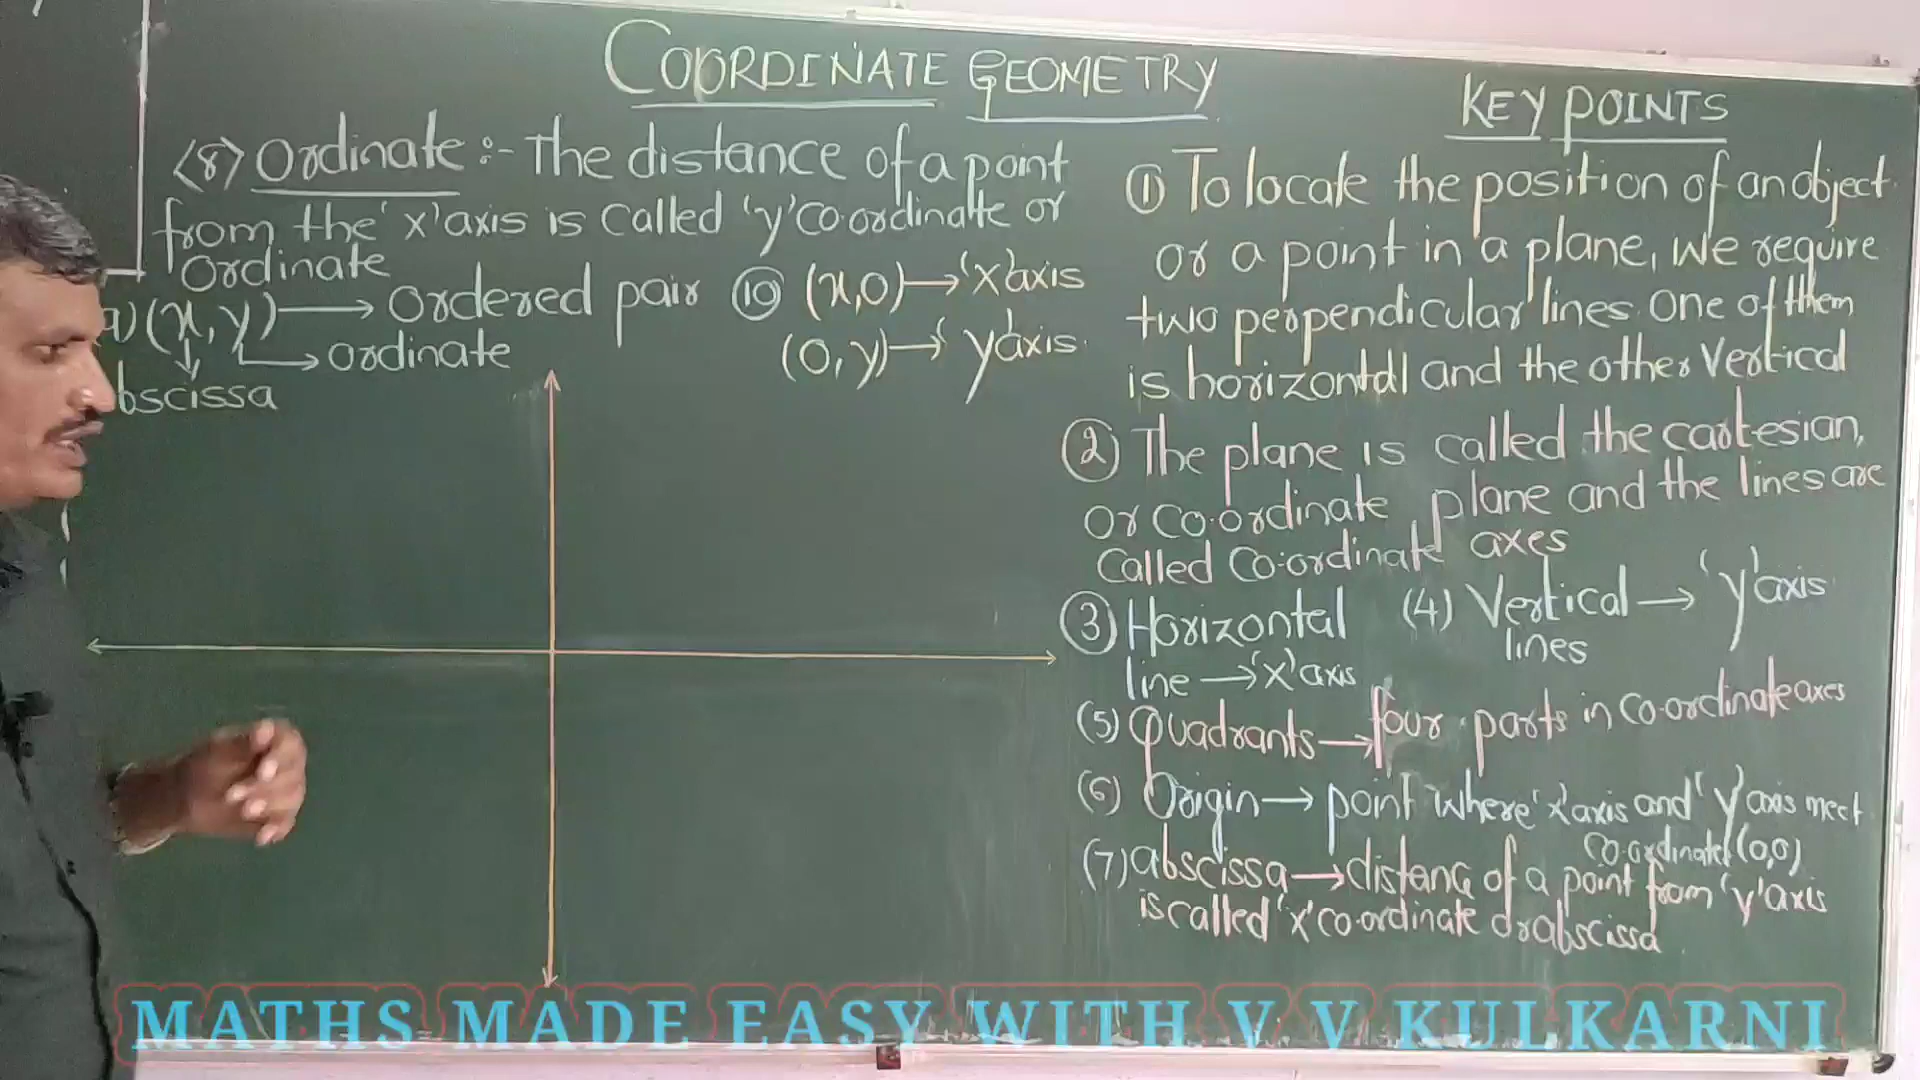 COORDINATE GEOMETRY
KEY POINTS
(8) Ordinate :- The distance of a point
from the 'x' axis is called 'y' co-ordinate or
Ordinate
(x, y) → Ordered pair
→ ordinate
bscissa
(10) (x,0) → 'x' axis
(0, y) → 'y' axis
(1) To locate the position of an object
or a point in a plane, we require
two perpendicular lines. One of them
is horizontal and the other Vertical
(2) The plane is called the cartesian,
or co-ordinate plane and the lines are
called co-ordinate axes
(3) Horizontal
line → 'x' axis
(4) Vertical → 'y' axis
lines
(5) Quadrants → four parts in co-ordinate axes
(6) Origin → point where 'x' axis and 'y' axis meet
co-ordinate (0,0)
(7) abscissa → distance of a point from 'y' axis
is called 'x' co-ordinate or abscissa
MATHS MADE EASY WITH V V KULKARNI